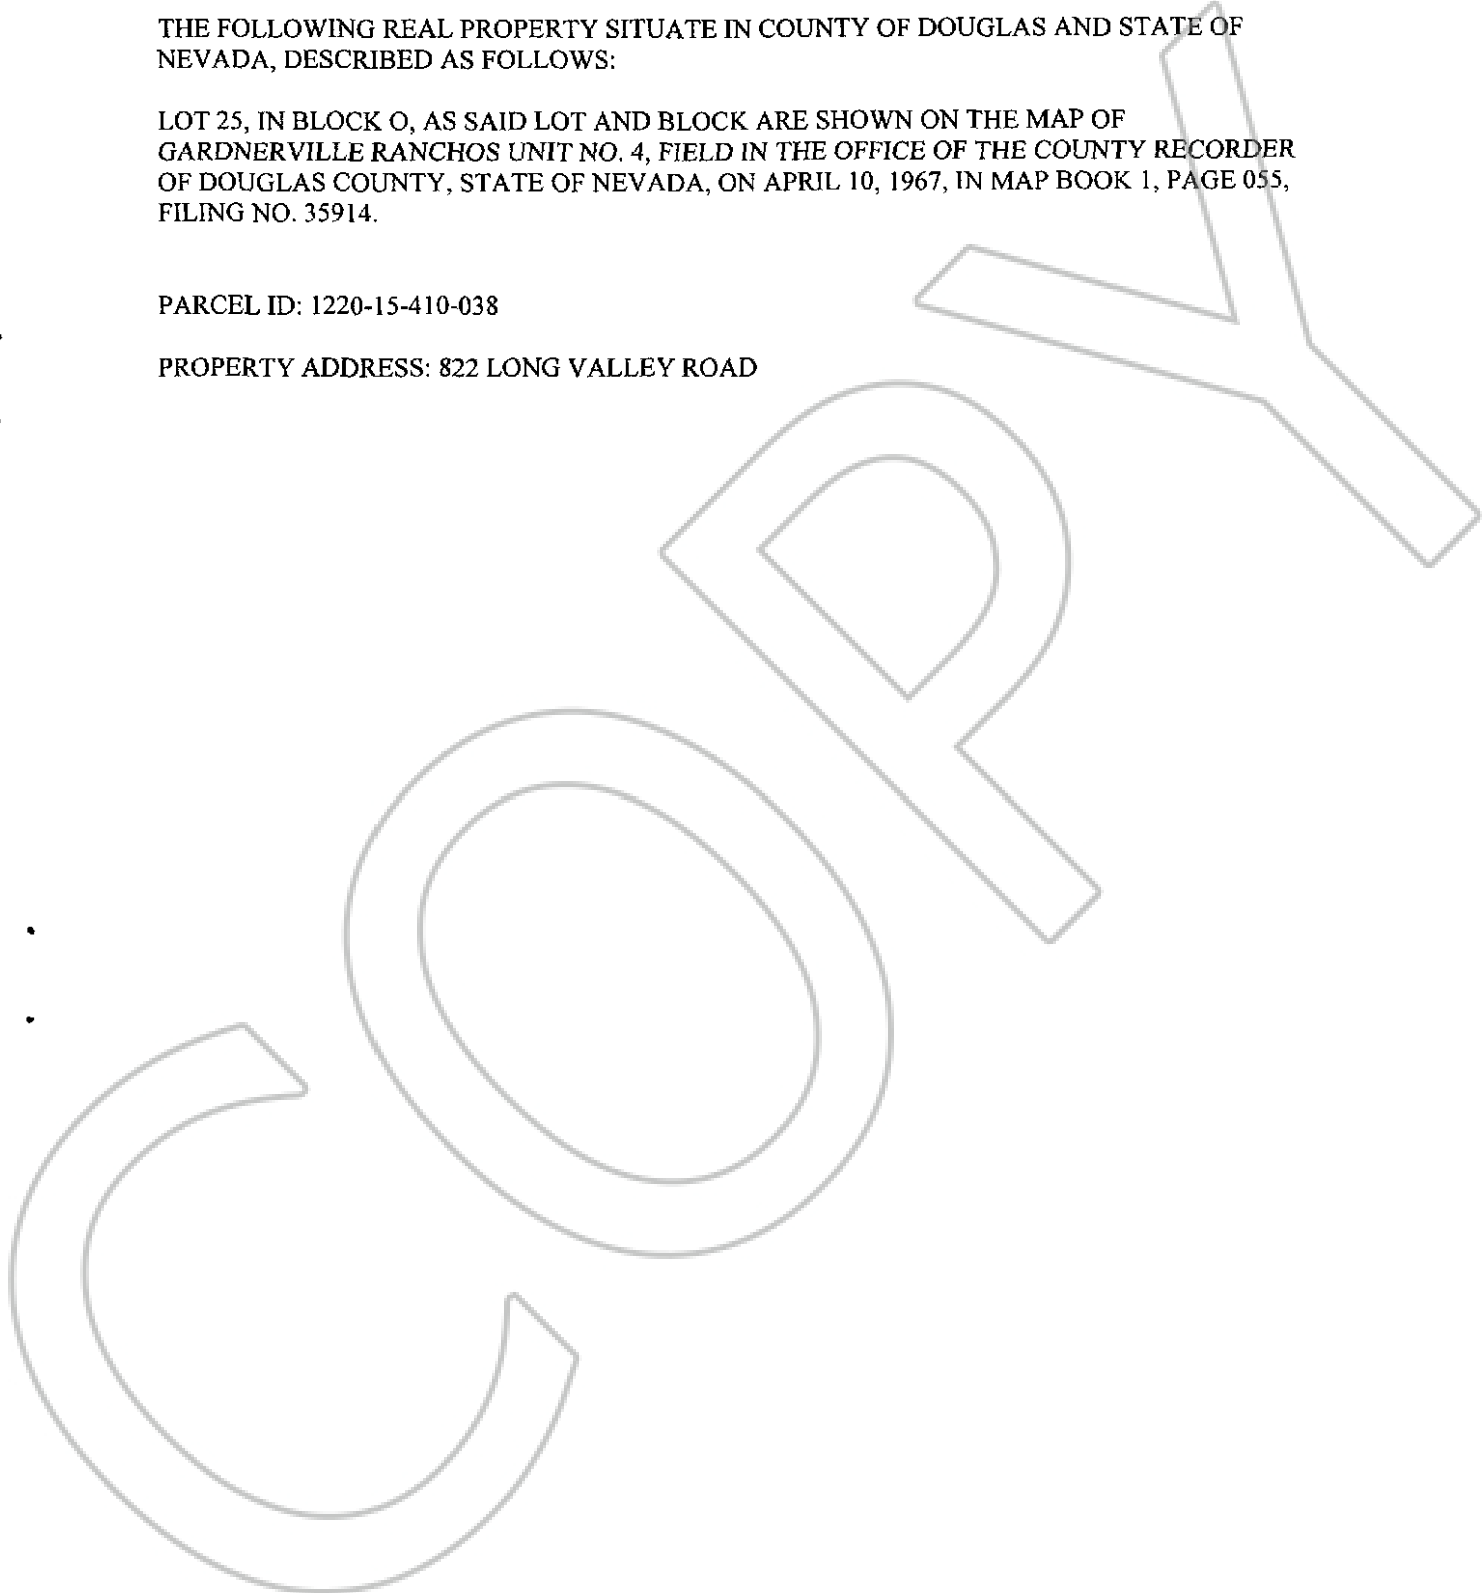 THE FOLLOWING REAL PROPERTY SITUATE IN COUNTY OF DOUGLAS AND STATE OF
NEVADA, DESCRIBED AS FOLLOWS:
LOT 25, IN BLOCK O, AS SAID LOT AND BLOCK ARE SHOWN ON THE MAP OF
GARDNERVILLE RANCHOS UNIT NO. 4, FIELD IN THE OFFICE OF THE COUNTY RECORDER
OF DOUGLAS COUNTY, STATE OF NEVADA, ON APRIL 10, 1967, IN MAP BOOK 1, PAGE 055,
FILING NO. 35914.
PARCEL ID: 1220-15-410-038
PROPERTY ADDRESS: 822 LONG VALLEY ROAD
COPY